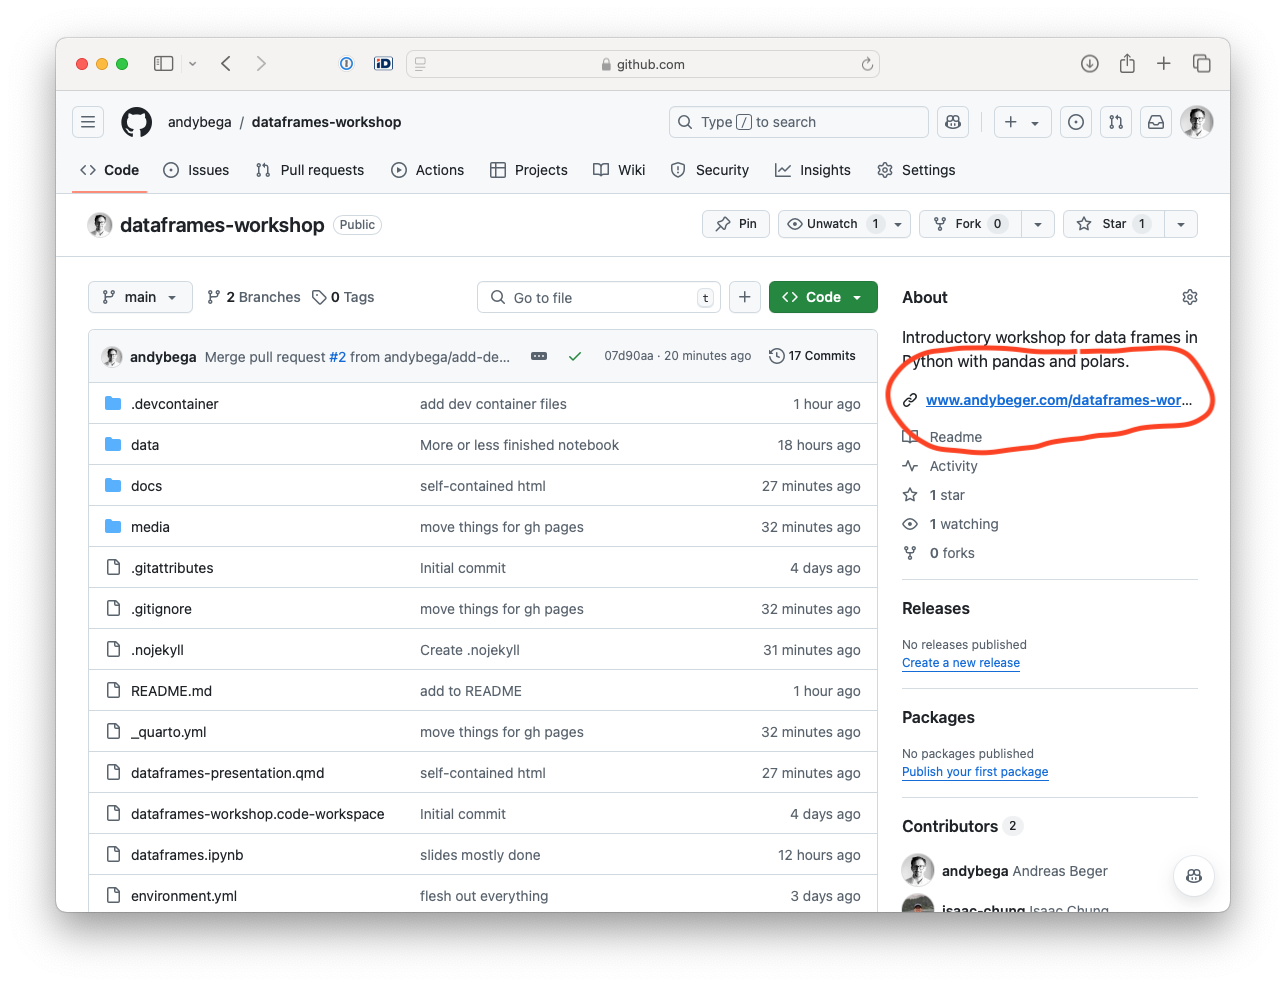 github.com
andybega / dataframes-workshop
Type / to search
Code Issues Pull requests Actions Projects Wiki Security Insights Settings
dataframes-workshop Public
Pin Unwatch 1 Fork 0 Star 1
main 2 Branches 0 Tags
Go to file t
Code
andybega Merge pull request #2 from andybega/add-de... 07d90aa · 20 minutes ago 17 Commits
.devcontainer add dev container files 1 hour ago
data More or less finished notebook 18 hours ago
docs self-contained html 27 minutes ago
media move things for gh pages 32 minutes ago
.gitattributes Initial commit 4 days ago
.gitignore move things for gh pages 32 minutes ago
.nojekyll Create .nojekyll 31 minutes ago
README.md add to README 1 hour ago
_quarto.yml move things for gh pages 32 minutes ago
dataframes-presentation.qmd self-contained html 27 minutes ago
dataframes-workshop.code-workspace Initial commit 4 days ago
dataframes.ipynb slides mostly done 12 hours ago
environment.yml flesh out everything 3 days ago
About
Introductory workshop for data frames in
Python with pandas and polars.
www.andybeger.com/dataframes-wor...
Readme
Activity
1 star
1 watching
0 forks
Releases
No releases published
Create a new release
Packages
No packages published
Publish your first package
Contributors 2
andybega Andreas Beger
isaac-chung Isaac Chung